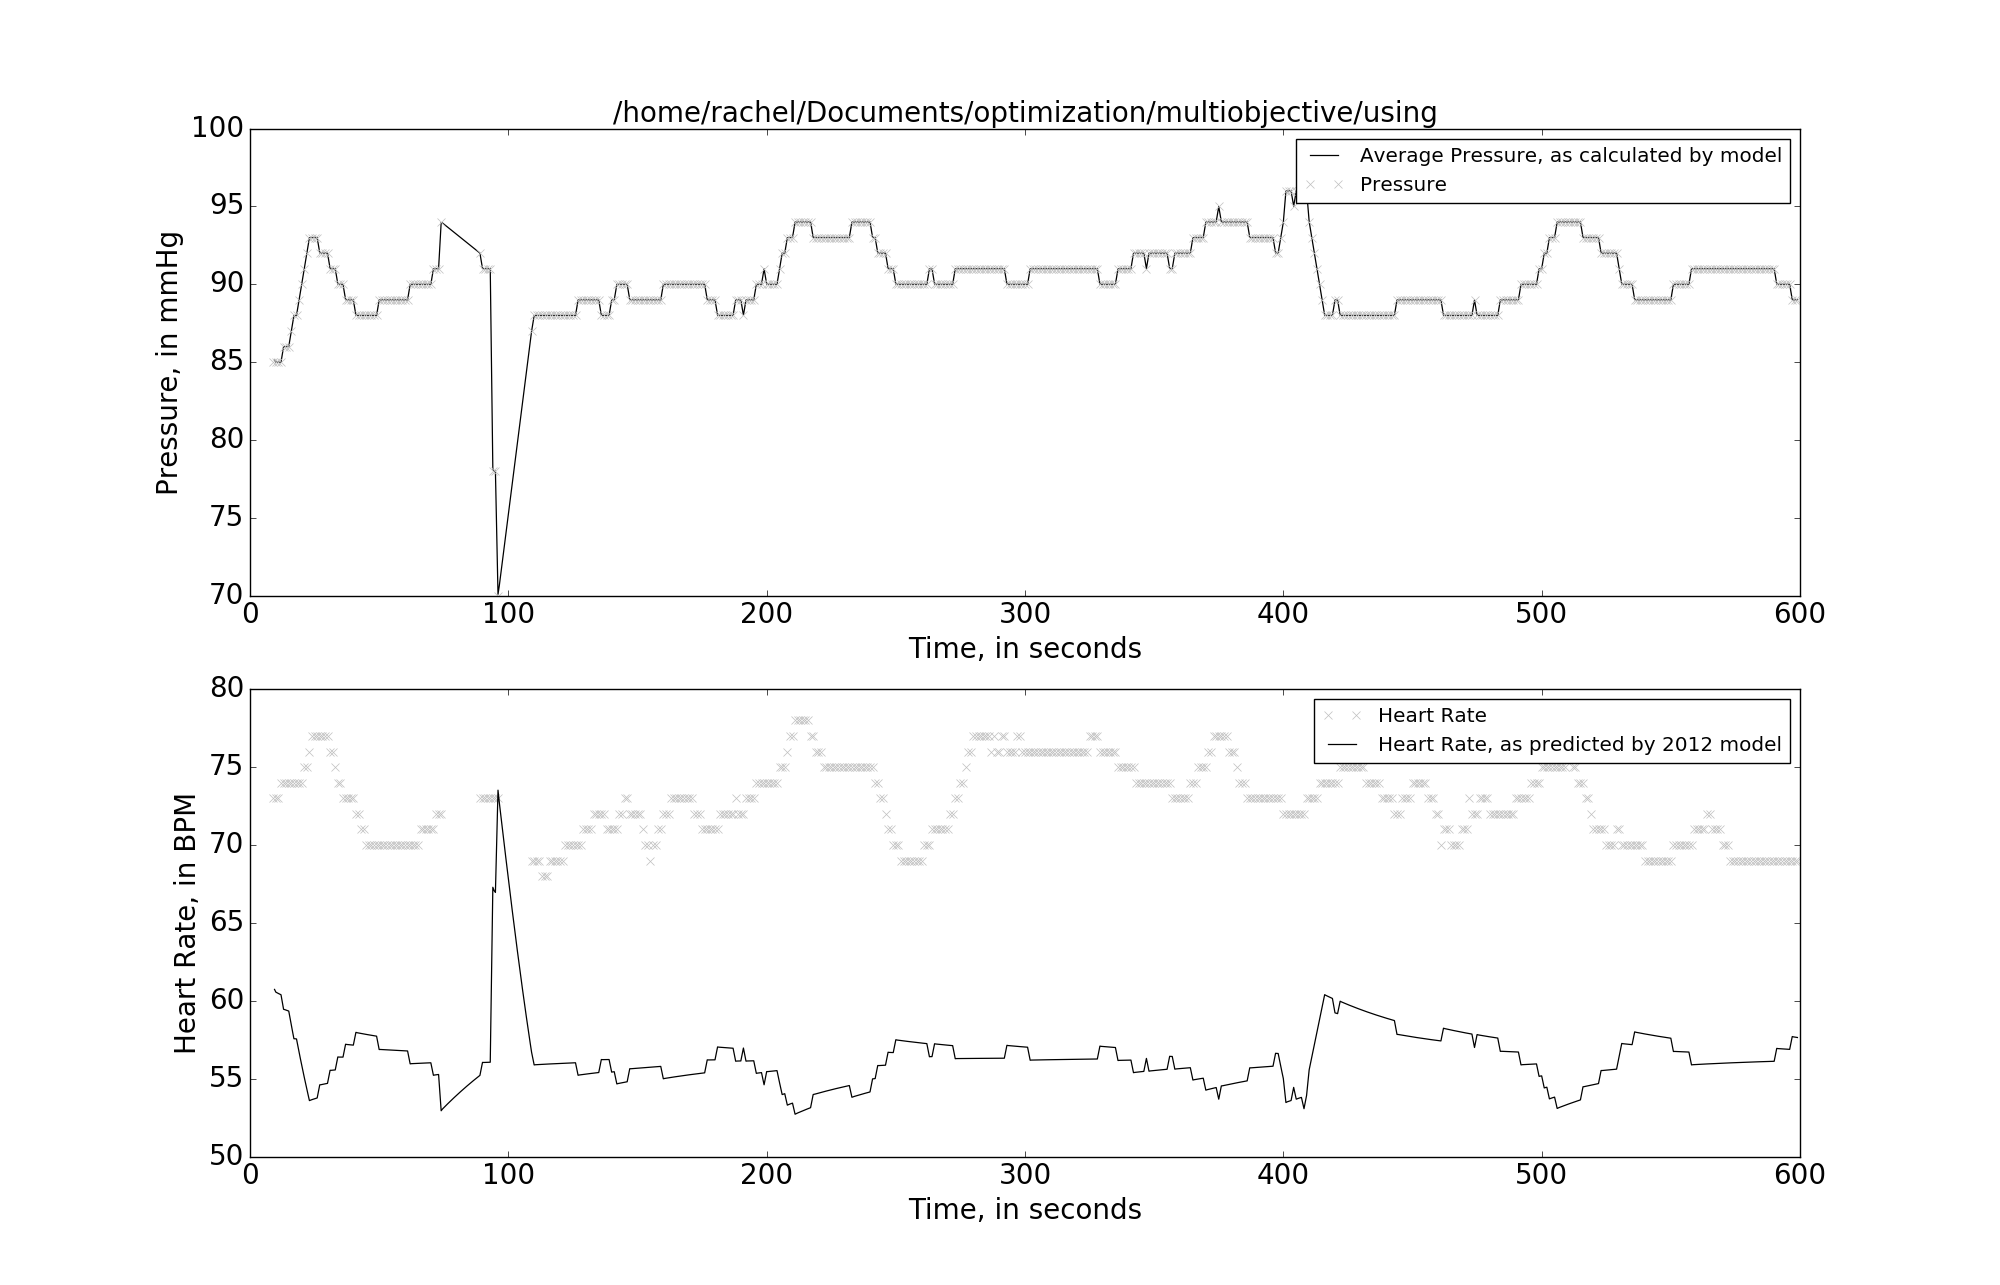 /home/rachel/Documents/optimization/multiobjective/using
100
95
90
85
80
75
70
Pressure, in mmHg
Average Pressure, as calculated by model
Pressure
0 100 200 300 400 500 600
Time, in seconds
80
75
70
65
60
55
50
Heart Rate, in BPM
Heart Rate
Heart Rate, as predicted by 2012 model
0 100 200 300 400 500 600
Time, in seconds